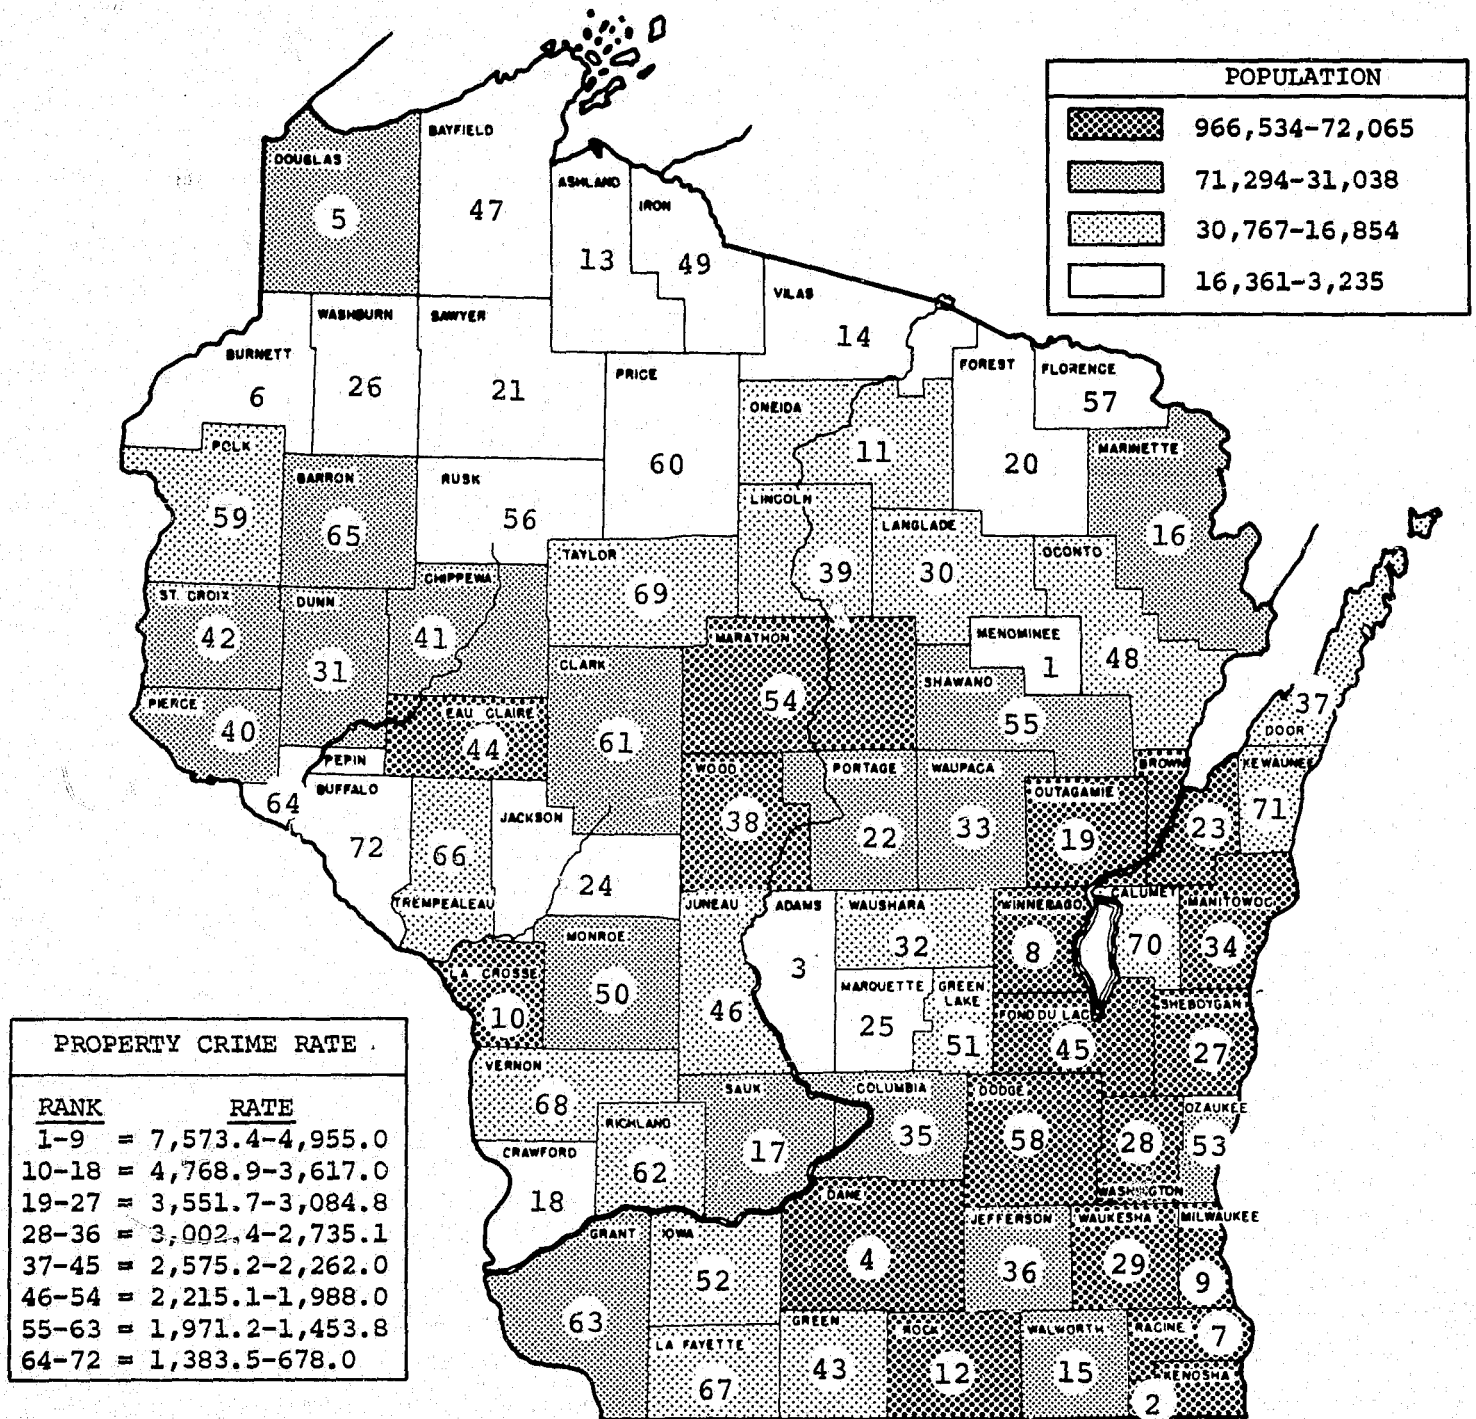 POPULATION
966,534-72,065
71,294-31,038
30,767-16,854
16,361-3,235
DOUGLAS
5
BAYFIELD
47
ASHLAND
13
IRON
49
VILAS
14
BURNETT
6
WASHBURN
26
SAWYER
21
PRICE
60
ONEIDA
11
FOREST
20
FLORENCE
57
MARINETTE
16
POLK
59
BARRON
65
RUSK
56
LINCOLN
39
LANGLADE
30
OCONTO
48
TAYLOR
69
CHIPPEWA
41
ST. CROIX
42
DUNN
31
MENOMINEE
1
MARATHON
54
CLARK
61
SHAWANO
55
PIERCE
40
EAU CLAIRE
44
PEPIN
64
BUFFALO
72
TREMPEALEAU
66
JACKSON
24
WOOD
38
PORTAGE
22
WAUPACA
33
OUTAGAMIE
19
BROWN
23
DOOR
37
KEWAUNEE
71
JUNEAU
46
ADAMS
3
WAUSHARA
32
WINNEBAGO
8
CALUMET
70
MANITOWOC
34
LA CROSSE
10
MONROE
50
MARQUETTE
25
GREEN
LAKE
51
FOND DU LAC
45
SHEBOYGAN
27
VERNON
68
RICHLAND
62
SAUK
17
COLUMBIA
35
DODGE
58
WASHINGTON
28
OZAUKEE
53
CRAWFORD
18
GRANT
63
IOWA
52
DANE
4
JEFFERSON
36
WAUKESHA
29
MILWAUKEE
9
LA FAYETTE
67
GREEN
43
ROCK
12
WALWORTH
15
RACINE
7
KENOSHA
2
PROPERTY CRIME RATE
RANK RATE
1-9 = 7,573.4-4,955.0
10-18 = 4,768.9-3,617.0
19-27 = 3,551.7-3,084.8
28-36 = 3,002.4-2,735.1
37-45 = 2,575.2-2,262.0
46-54 = 2,215.1-1,988.0
55-63 = 1,971.2-1,453.8
64-72 = 1,383.5-678.0